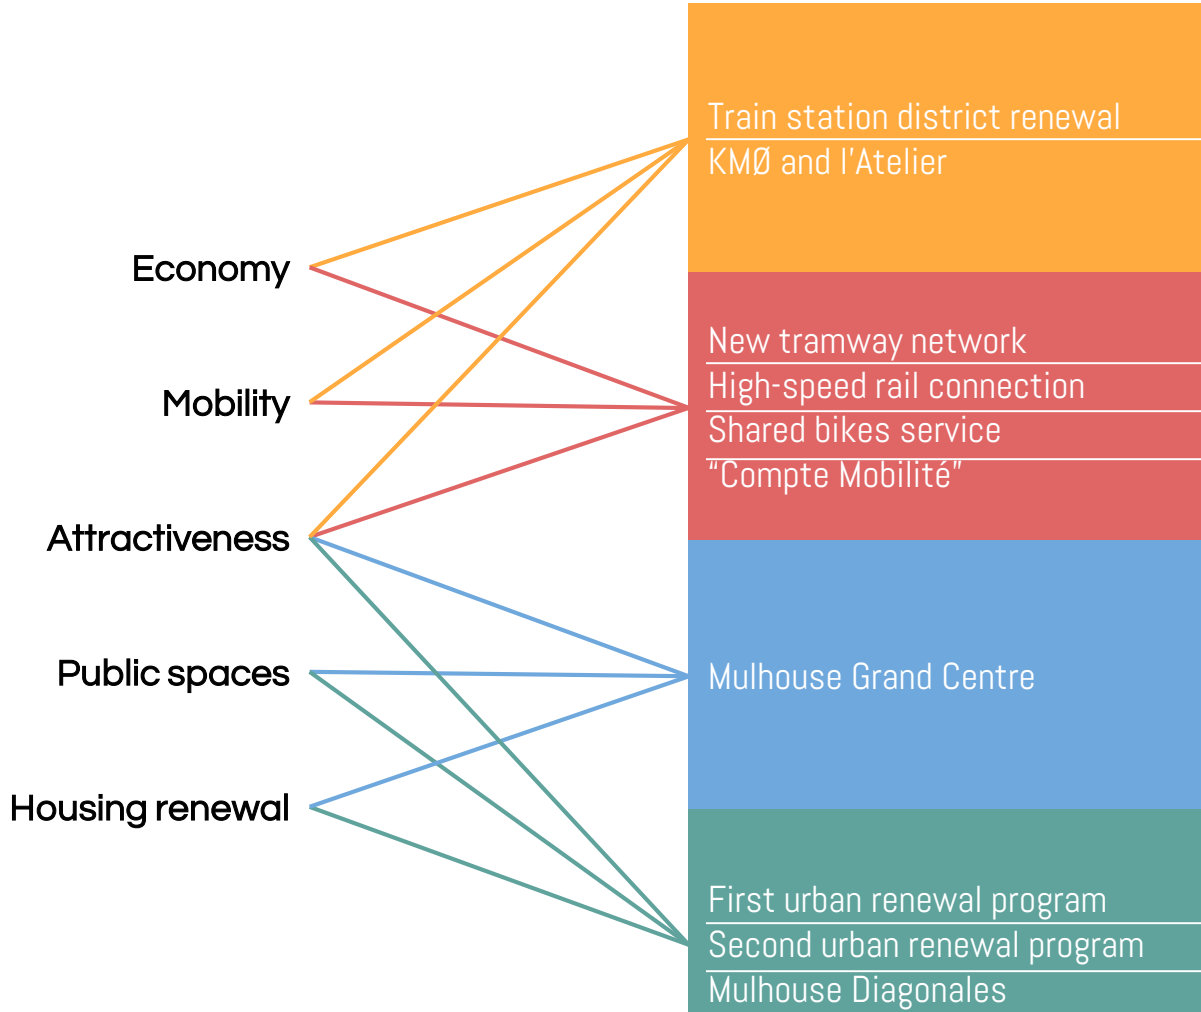 Economy
Mobility
Attractiveness
Public spaces
Housing renewal
Train station district renewal
KMØ and l'Atelier
New tramway network
High-speed rail connection
Shared bikes service
“Compte Mobilité”
Mulhouse Grand Centre
First urban renewal program
Second urban renewal program
Mulhouse Diagonales